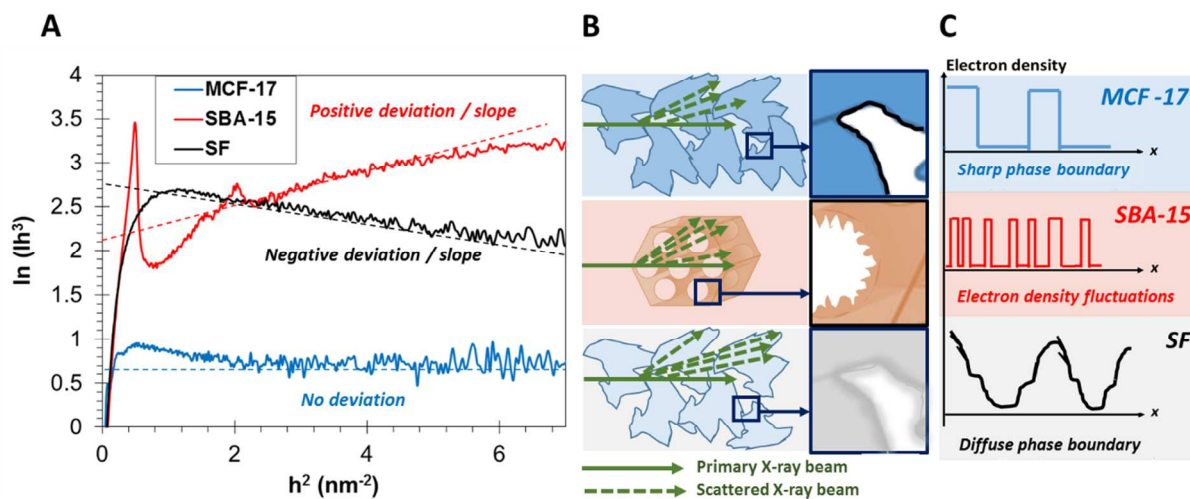 A
B
C
4
3.5
3
2.5
2
1.5
1
0.5
0
0
2
4
6
ln (Ih³)
h² (nm⁻²)
MCF-17
SBA-15
SF
Positive deviation / slope
Negative deviation / slope
No deviation
Primary X-ray beam
Scattered X-ray beam
Electron density
MCF -17
x
Sharp phase boundary
SBA-15
x
Electron density fluctuations
SF
x
Diffuse phase boundary